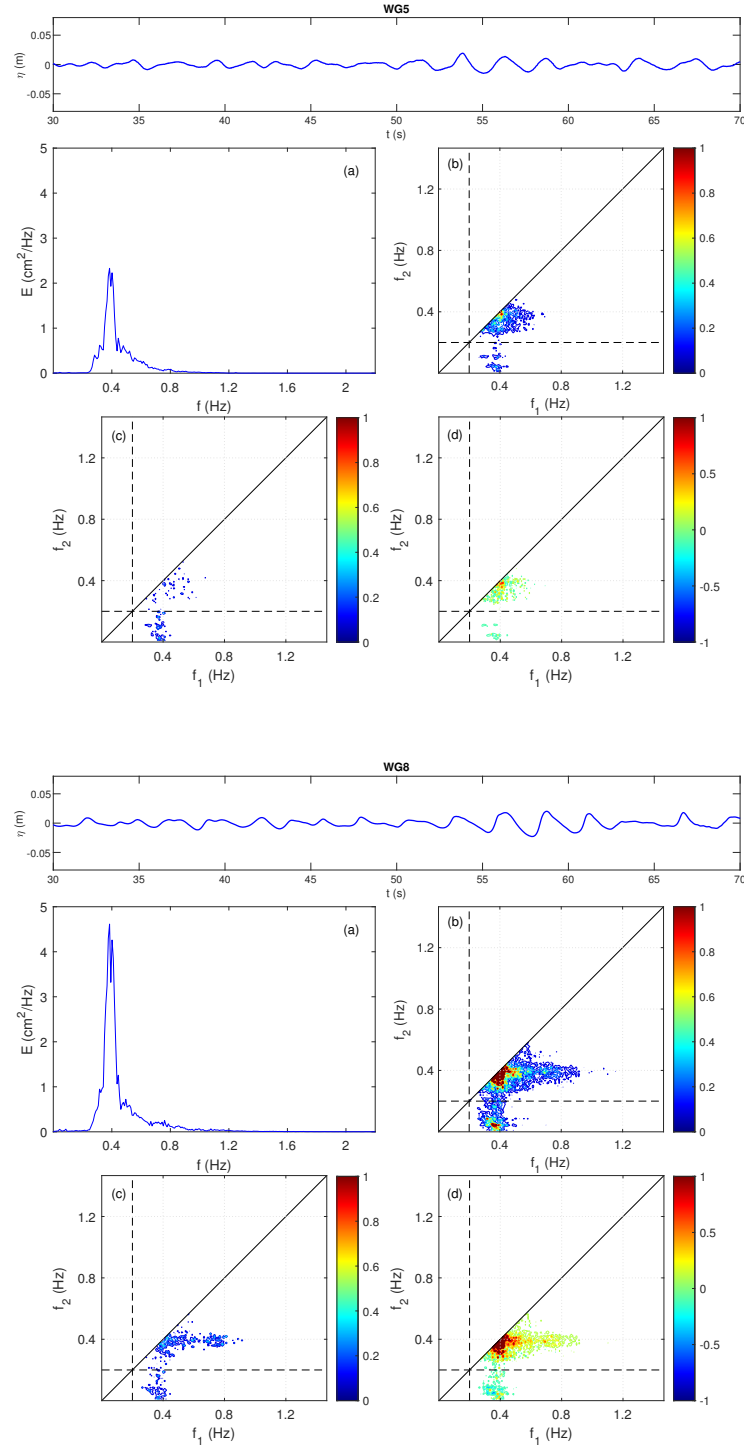 WG5
0.05
0
-0.05
η (m)
30 35 40 45 50 55 60 65 70
t (s)
(a)
5
4
3
2
1
0
E (cm²/Hz)
0.4 0.8 1.2 1.6 2
f (Hz)
(b)
1.2
0.8
0.4
f₂ (Hz)
0.4 0.8 1.2
f₁ (Hz)
1
0.8
0.6
0.4
0.2
0
(c)
1.2
0.8
0.4
f₂ (Hz)
0.4 0.8 1.2
f₁ (Hz)
1
0.8
0.6
0.4
0.2
0
(d)
1.2
0.8
0.4
f₂ (Hz)
0.4 0.8 1.2
f₁ (Hz)
1
0.5
0
-0.5
-1
WG8
0.05
0
-0.05
η (m)
30 35 40 45 50 55 60 65 70
t (s)
(a)
5
4
3
2
1
0
E (cm²/Hz)
0.4 0.8 1.2 1.6 2
f (Hz)
(b)
1.2
0.8
0.4
f₂ (Hz)
0.4 0.8 1.2
f₁ (Hz)
1
0.8
0.6
0.4
0.2
0
(c)
1.2
0.8
0.4
f₂ (Hz)
0.4 0.8 1.2
f₁ (Hz)
1
0.8
0.6
0.4
0.2
0
(d)
1.2
0.8
0.4
f₂ (Hz)
0.4 0.8 1.2
f₁ (Hz)
1
0.5
0
-0.5
-1